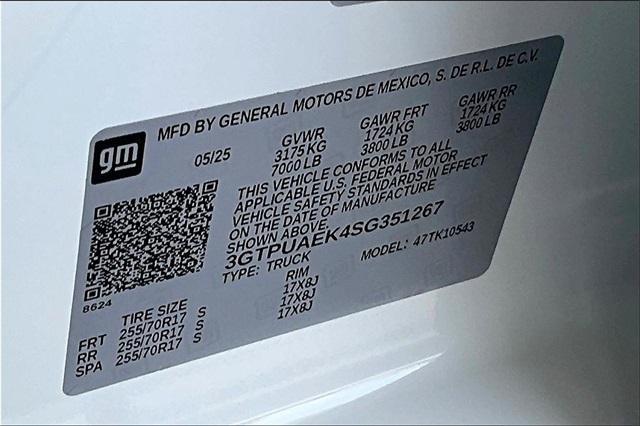 gm
MFD BY GENERAL MOTORS DE MEXICO, S. DE R.L. DE C.V.
05/25 GVWR GAWR FRT GAWR RR
3175 KG 1724 KG 1724 KG
7000 LB 3800 LB 3800 LB
THIS VEHICLE CONFORMS TO ALL
APPLICABLE U.S. FEDERAL MOTOR
VEHICLE SAFETY STANDARDS IN EFFECT
ON THE DATE OF MANUFACTURE
SHOWN ABOVE.
3GTPUAEK4SG351267
TYPE: TRUCK MODEL: 47TK10543
8624
TIRE SIZE RIM
FRT 255/70R17 S 17X8J
RR 255/70R17 S 17X8J
SPA 255/70R17 S 17X8J